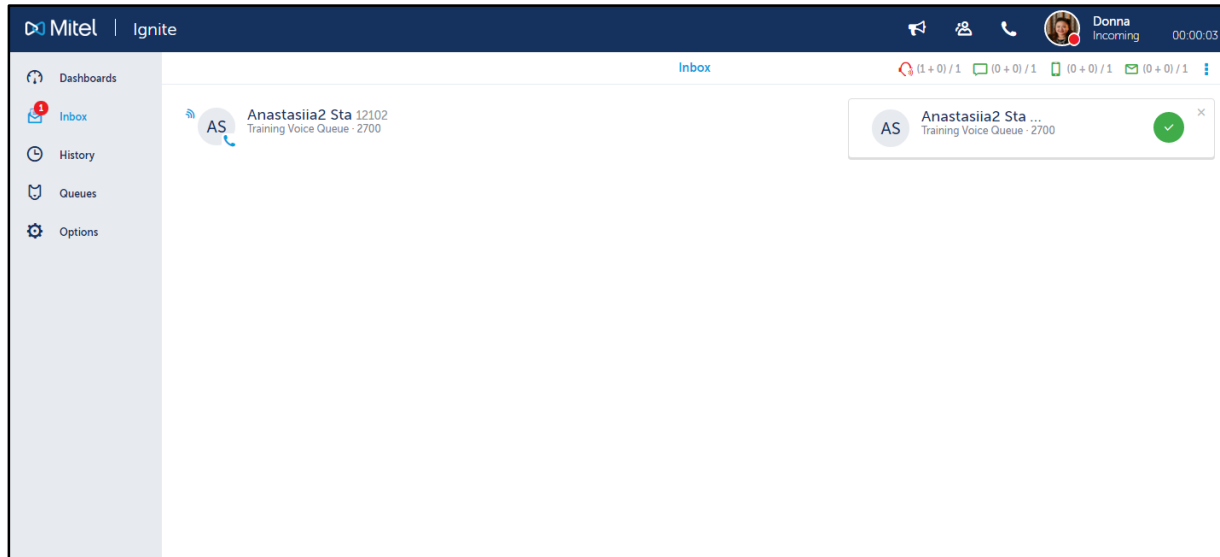 Mitel | Ignite
Donna
Incoming
00:00:03
Dashboards
1
Inbox
History
Queues
Options
Inbox
(1 + 0) / 1
(0 + 0) / 1
(0 + 0) / 1
(0 + 0) / 1
AS
Anastasiia2 Sta 12102
Training Voice Queue · 2700
AS
Anastasiia2 Sta ...
Training Voice Queue · 2700